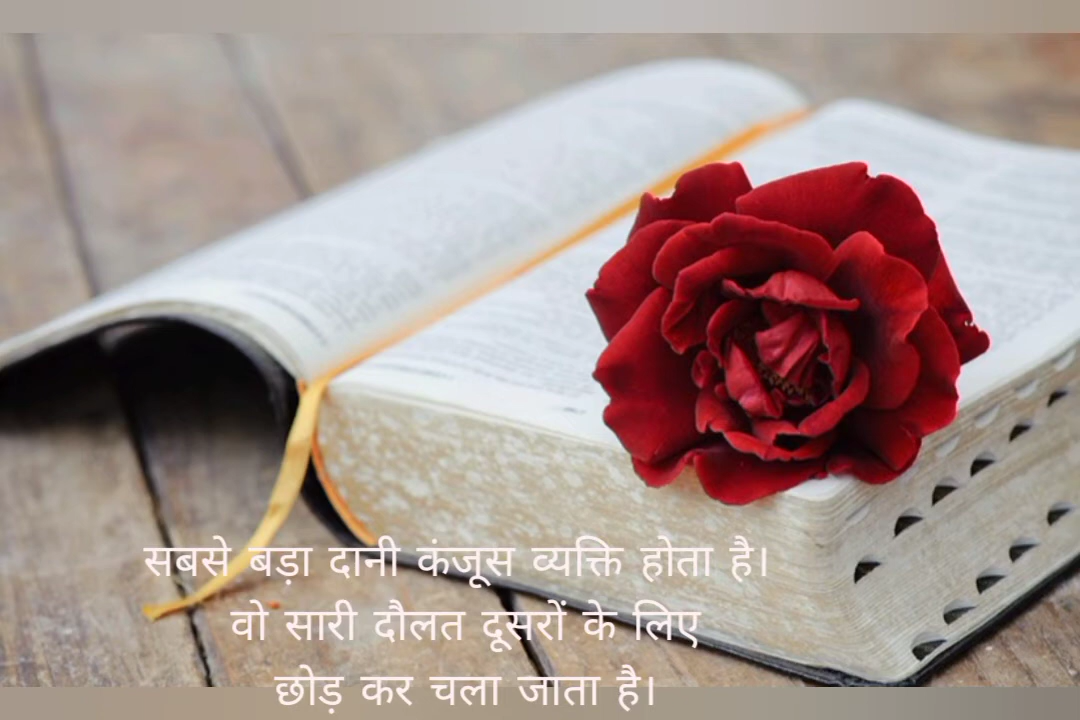 सबसे बड़ा दानी कंजूस व्यक्ति होता है।
वो सारी दौलत दूसरों के लिए
छोड़ कर चला जाता है।